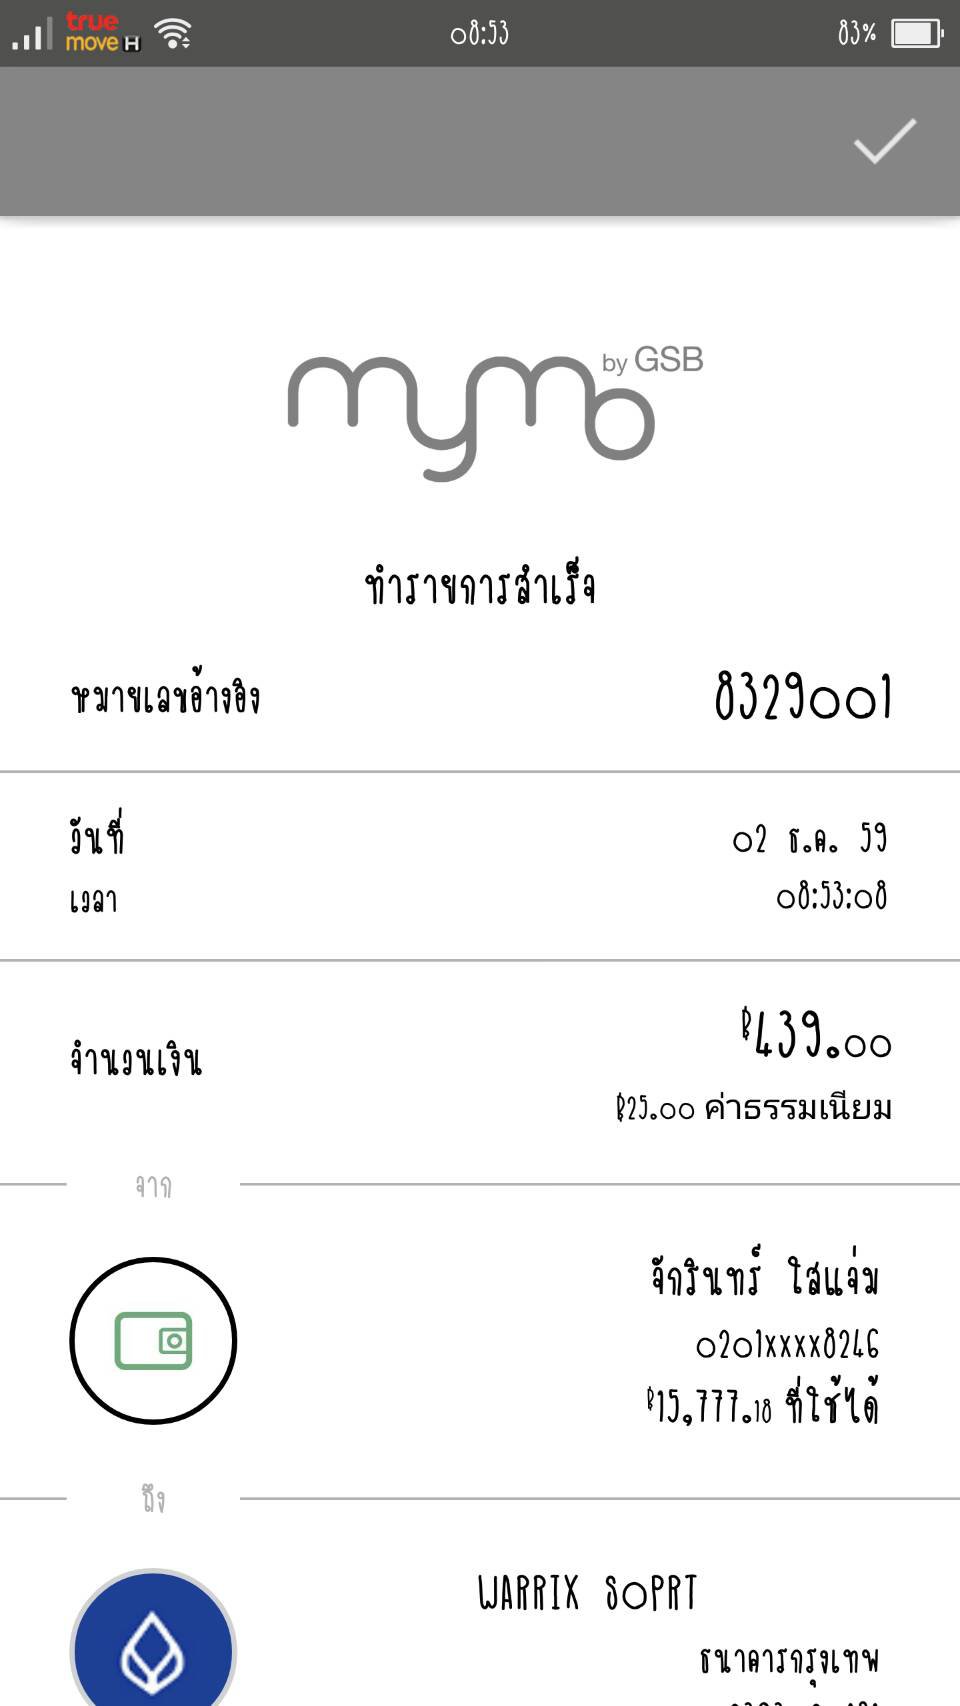 true
move H
08:53
83%
mymo by GSB
ทำรายการสำเร็จ
หมายเลขอ้างอิง 8329001
วันที่ 02 ธ.ค. 59
เวลา 08:53:08
จำนวนเงิน ฿439.00
฿25.00 ค่าธรรมเนียม
จาก
จักรินทร์ ใสแจ่ม
0201xxxx8246
฿15,777.18 ที่ใช้ได้
ถึง
WARRIX SOPRT
ธนาคารกรุงเทพ